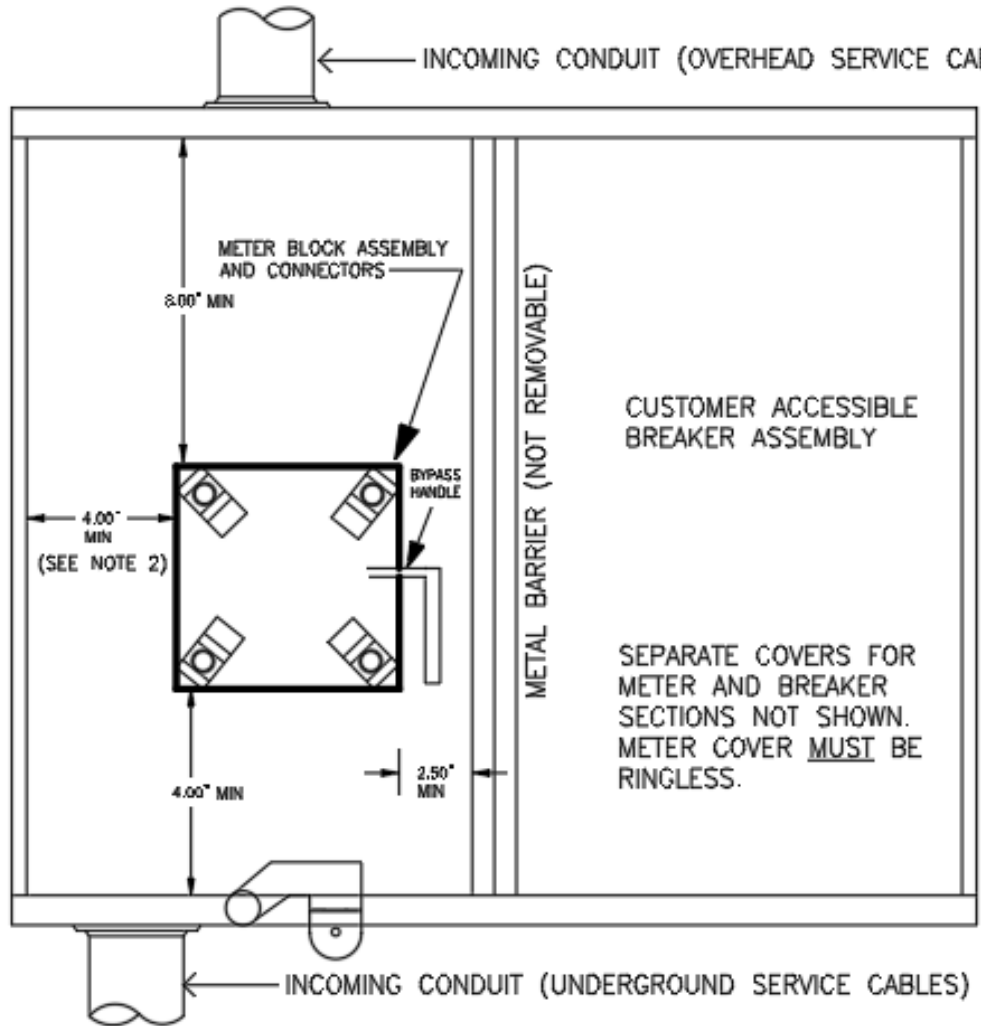 INCOMING CONDUIT (OVERHEAD SERVICE
METER BLOCK ASSEMBLY
AND CONNECTORS
8.00" MIN
METAL BARRIER (NOT REMOVABLE)
CUSTOMER ACCESSIBLE
BREAKER ASSEMBLY
BYPASS
HANDLE
4.00"
MIN
(SEE NOTE 2)
SEPARATE COVERS FOR
METER AND BREAKER
SECTIONS NOT SHOWN.
METER COVER MUST BE
RINGLESS.
2.50"
MIN
4.00" MIN
INCOMING CONDUIT (UNDERGROUND SERVICE CABLES)